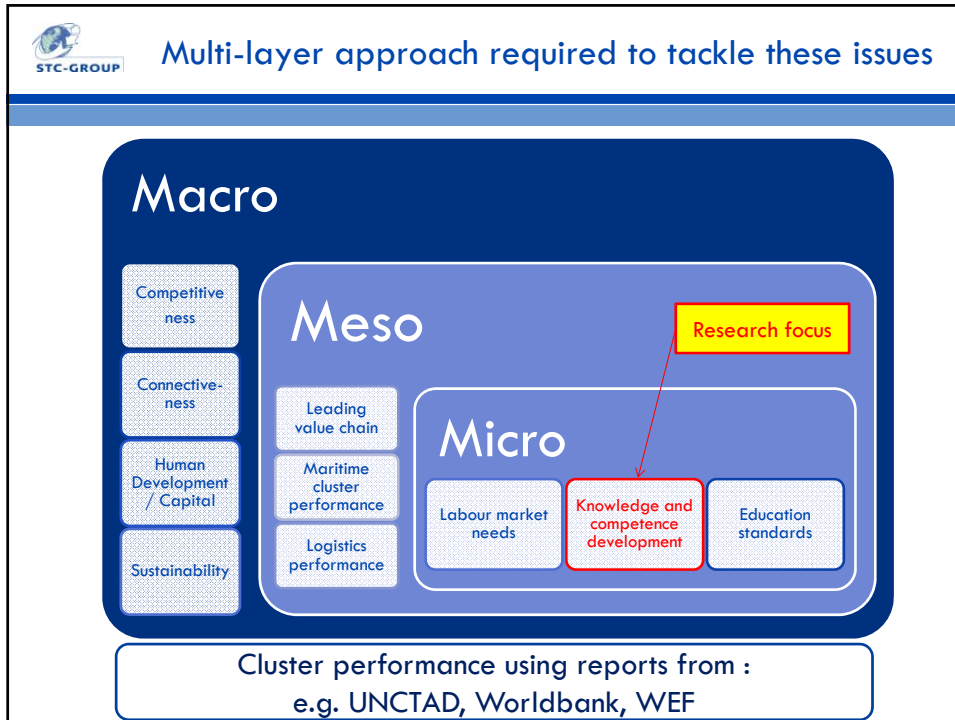 STC-GROUP
Multi-layer approach required to tackle these issues
Macro
Competitive
ness
Connective-
ness
Human
Development
/ Capital
Sustainability
Meso
Research focus
Leading
value chain
Maritime
cluster
performance
Logistics
performance
Micro
Labour market
needs
Knowledge and
competence
development
Education
standards
Cluster performance using reports from :
e.g. UNCTAD, Worldbank, WEF